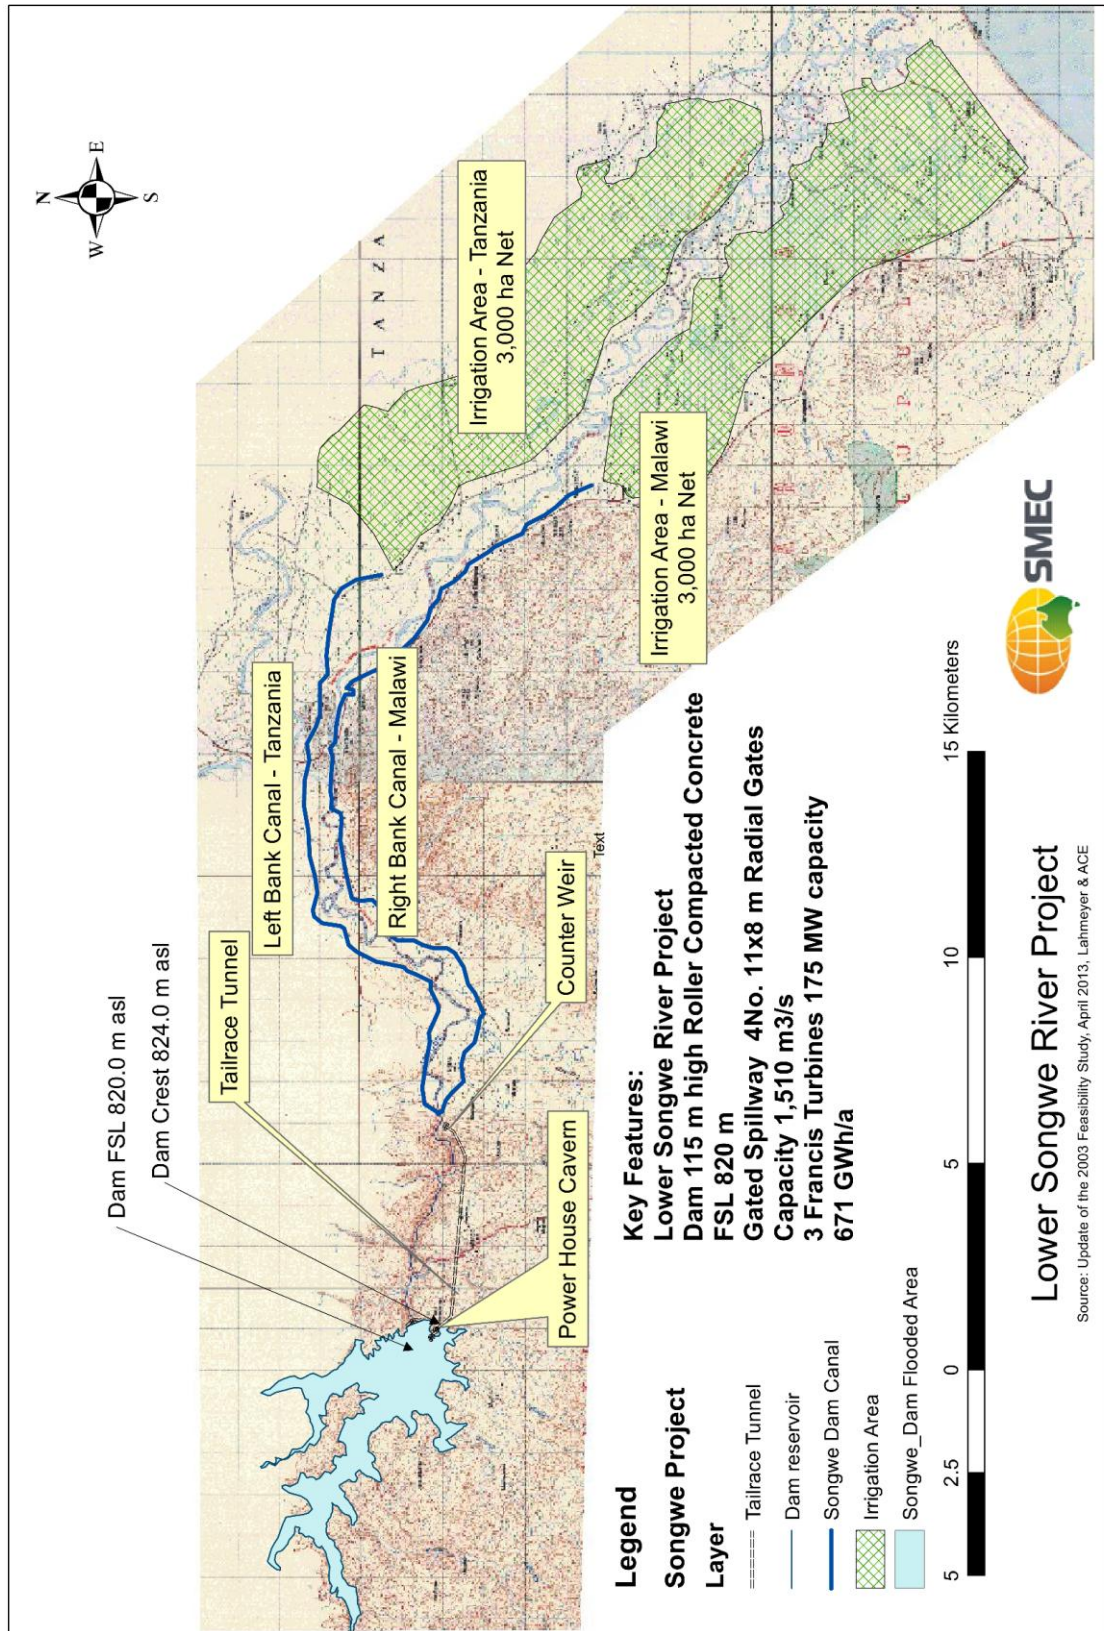 N
W
E
S
T A N Z A
Dam FSL 820.0 m asl
Dam Crest 824.0 m asl
Tailrace Tunnel
Left Bank Canal - Tanzania
Irrigation Area - Tanzania
3,000 ha Net
Right Bank Canal - Malawi
Irrigation Area - Malawi
3,000 ha Net
Power House Cavern
Counter Weir
Text
Legend
Songwe Project
Layer
Tailrace Tunnel
Dam reservoir
Songwe Dam Canal
Irrigation Area
Songwe_Dam Flooded Area
Key Features:
Lower Songwe River Project
Dam 115 m high Roller Compacted Concrete
FSL 820 m
Gated Spillway 4No. 11x8 m Radial Gates
Capacity 1,510 m3/s
3 Francis Turbines 175 MW capacity
671 GWh/a
5
2.5
0
5
10
15 Kilometers
SMEC
Lower Songwe River Project
Source: Update of the 2003 Feasibility Study, April 2013, Lahmeyer & ACE